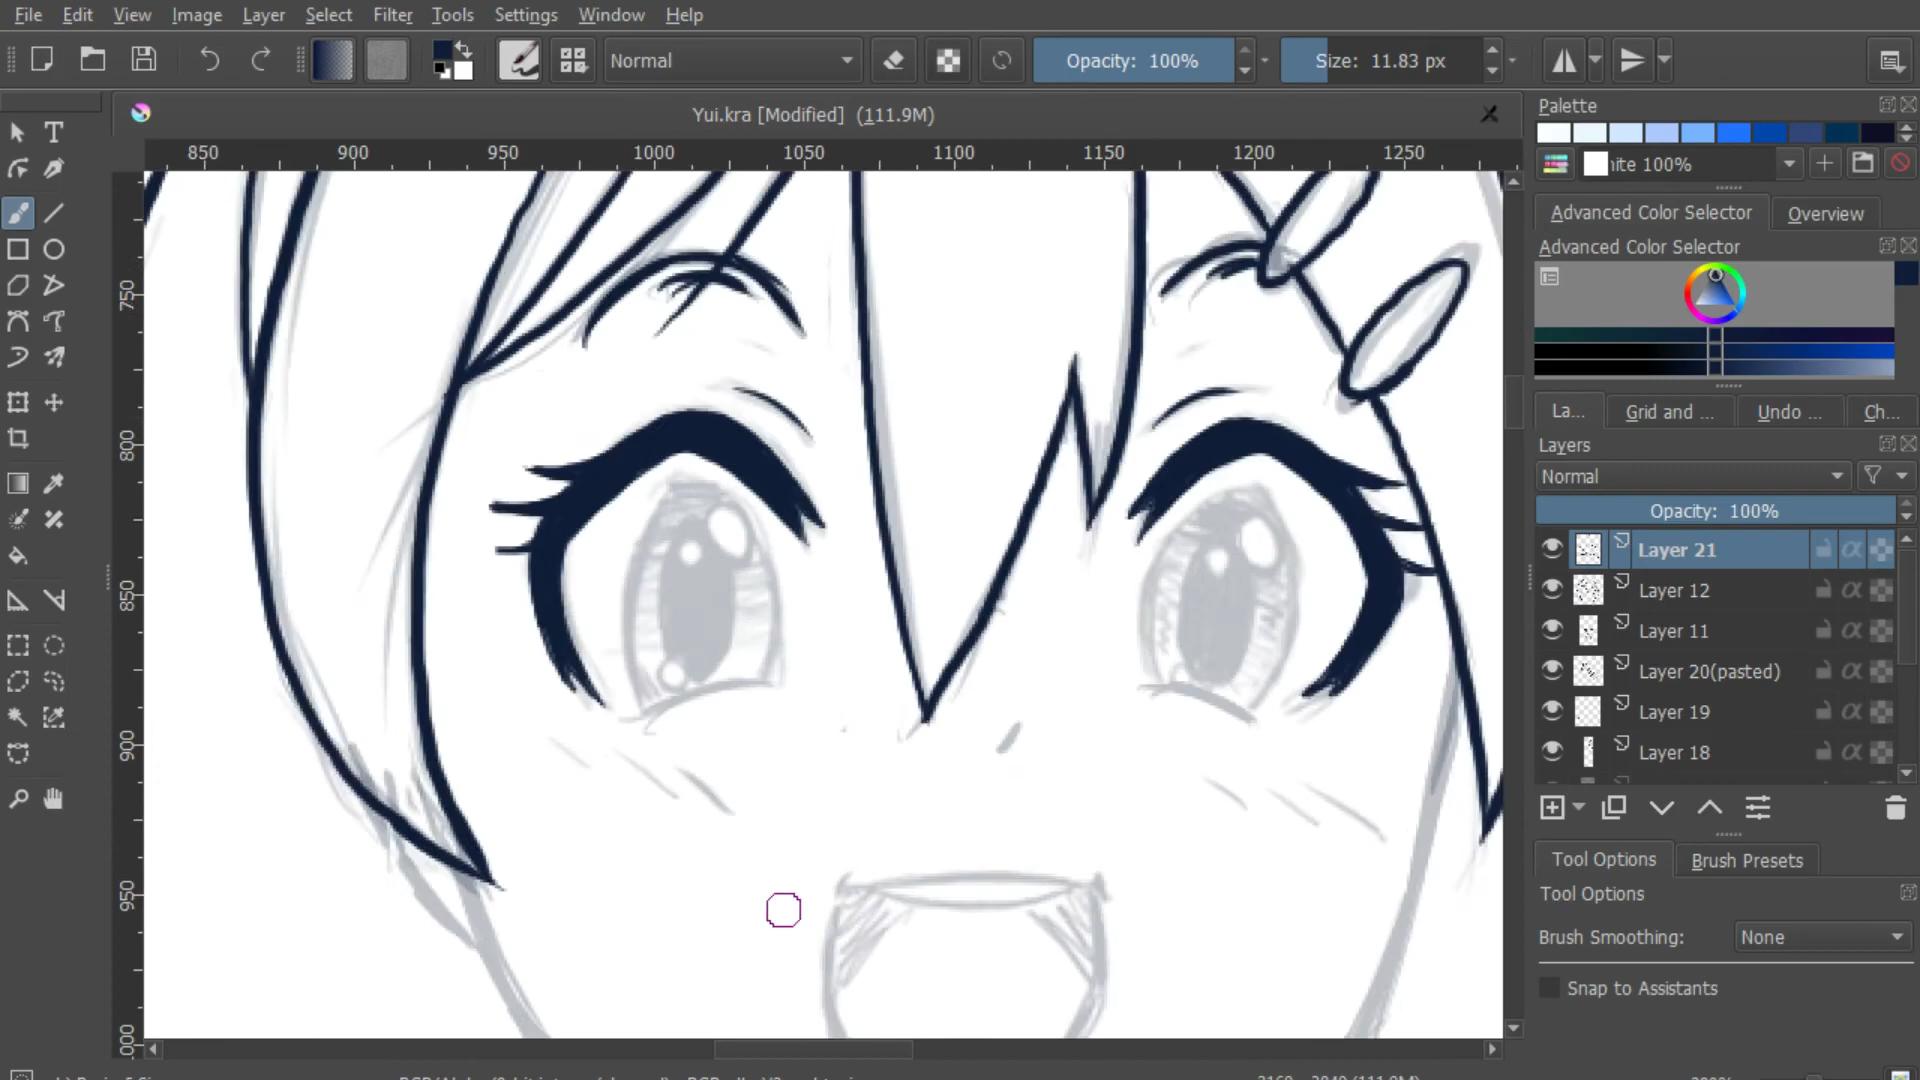 File Edit View Image Layer Select Filter Tools Settings Window Help
Normal Opacity: 100% Size: 11.83 px
Yui.kra [Modified] (111.9M)
850 900 950 1000 1050 1100 1150 1200 1250
750
800
850
900
950
Palette
ite 100%
Advanced Color Selector Overview
Advanced Color Selector
La... Grid and ... Undo ... Ch...
Layers
Normal
Opacity: 100%
Layer 21
Layer 12
Layer 11
Layer 20(pasted)
Layer 19
Layer 18
Tool Options Brush Presets
Tool Options
Brush Smoothing: None
Snap to Assistants